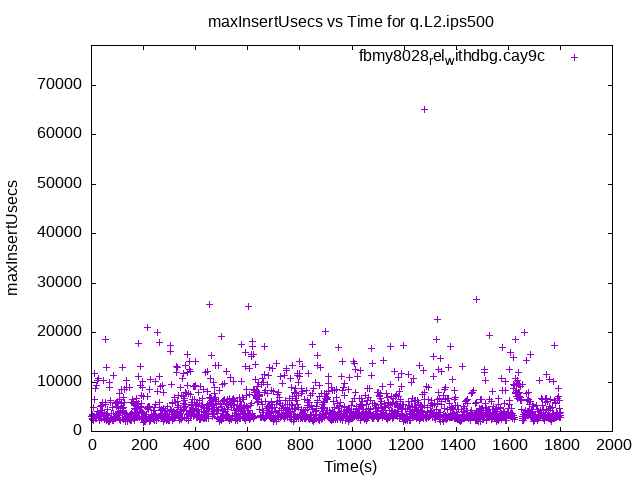 maxInsertUsecs vs Time for q.L2.ips500
fbmy8028relwithdbg.cay9c
maxInsertUsecs
70000
60000
50000
40000
30000
20000
10000
0
0 200 400 600 800 1000 1200 1400 1600 1800 2000
Time(s)